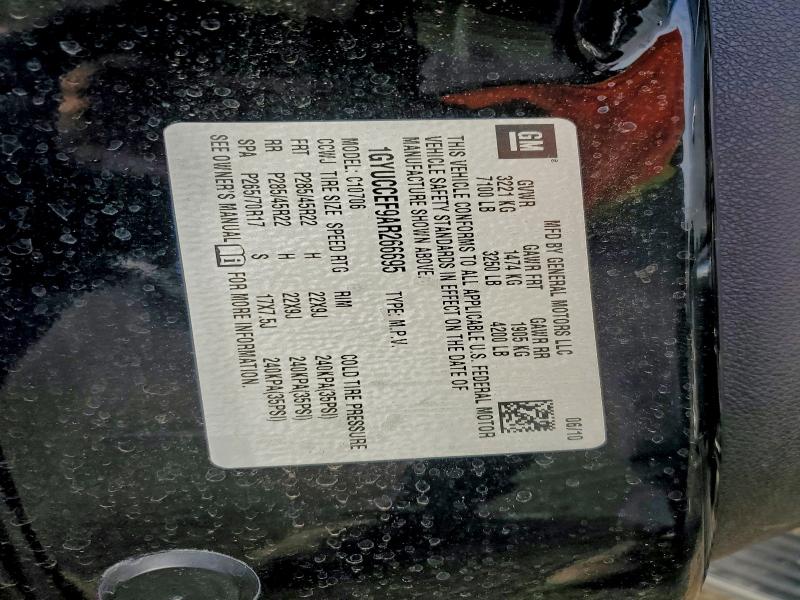 GM
®
MFD BY GENERAL MOTORS LLC
06/10
GVWR GAWR FRT GAWR RR
3221 KG 1474 KG 1905 KG
7100 LB 3250 LB 4200 LB
THIS VEHICLE CONFORMS TO ALL APPLICABLE U.S. FEDERAL MOTOR
VEHICLE SAFETY STANDARDS IN EFFECT ON THE DATE OF
MANUFACTURE SHOWN ABOVE.
1GYUCCEF9AR266695 TYPE: M.P.V.
MODEL: C10706
CCWJ TIRE SIZE SPEED RTG RIM COLD TIRE PRESSURE
FRT P285/45R22 H 22X9J 240KPA(35PSI)
RR P285/45R22 H 22X9J 240KPA(35PSI)
SPA P265/70R17 S 17X7.5J 240KPA(35PSI)
SEE OWNER'S MANUAL FOR MORE INFORMATION.